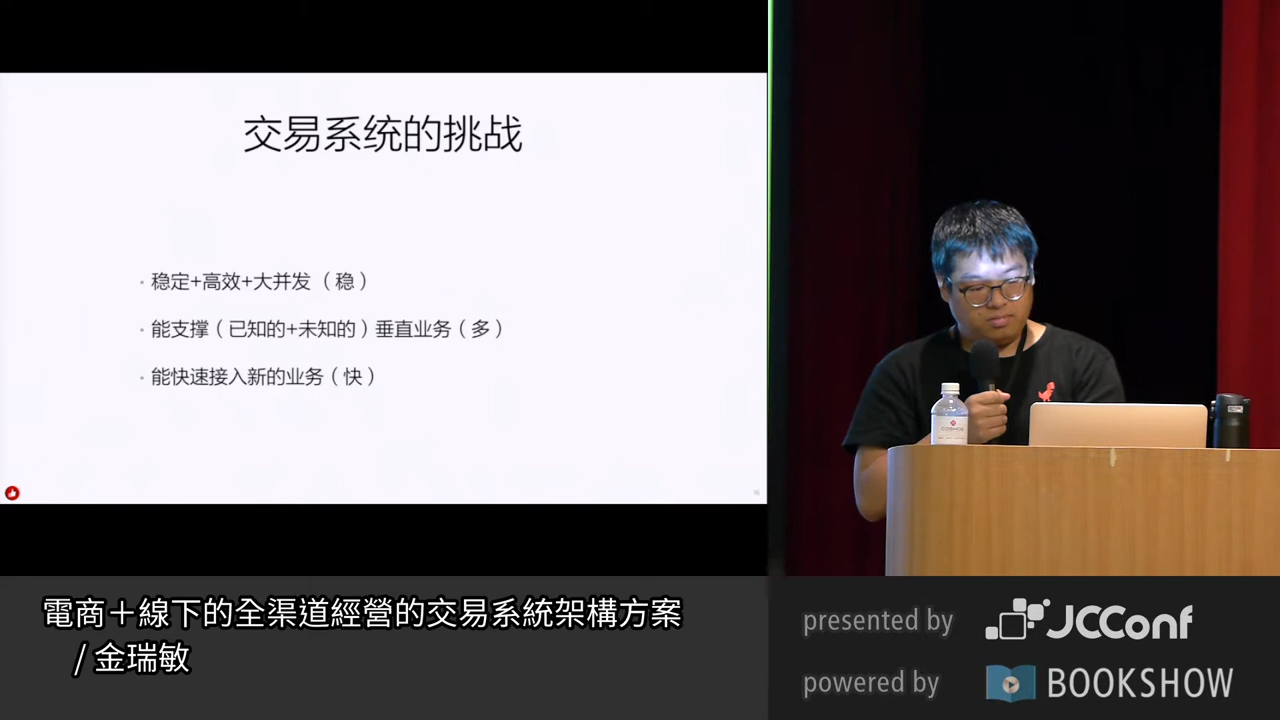 交易系统的挑战
稳定+高效+大并发（稳）
能支撑（已知的+未知的）垂直业务（多）
能快速接入新的业务（快）
16
COSMOS
電商＋線下的全渠道經營的交易系統架構方案
/ 金瑞敏
presented by JCConf
powered by BOOKSHOW